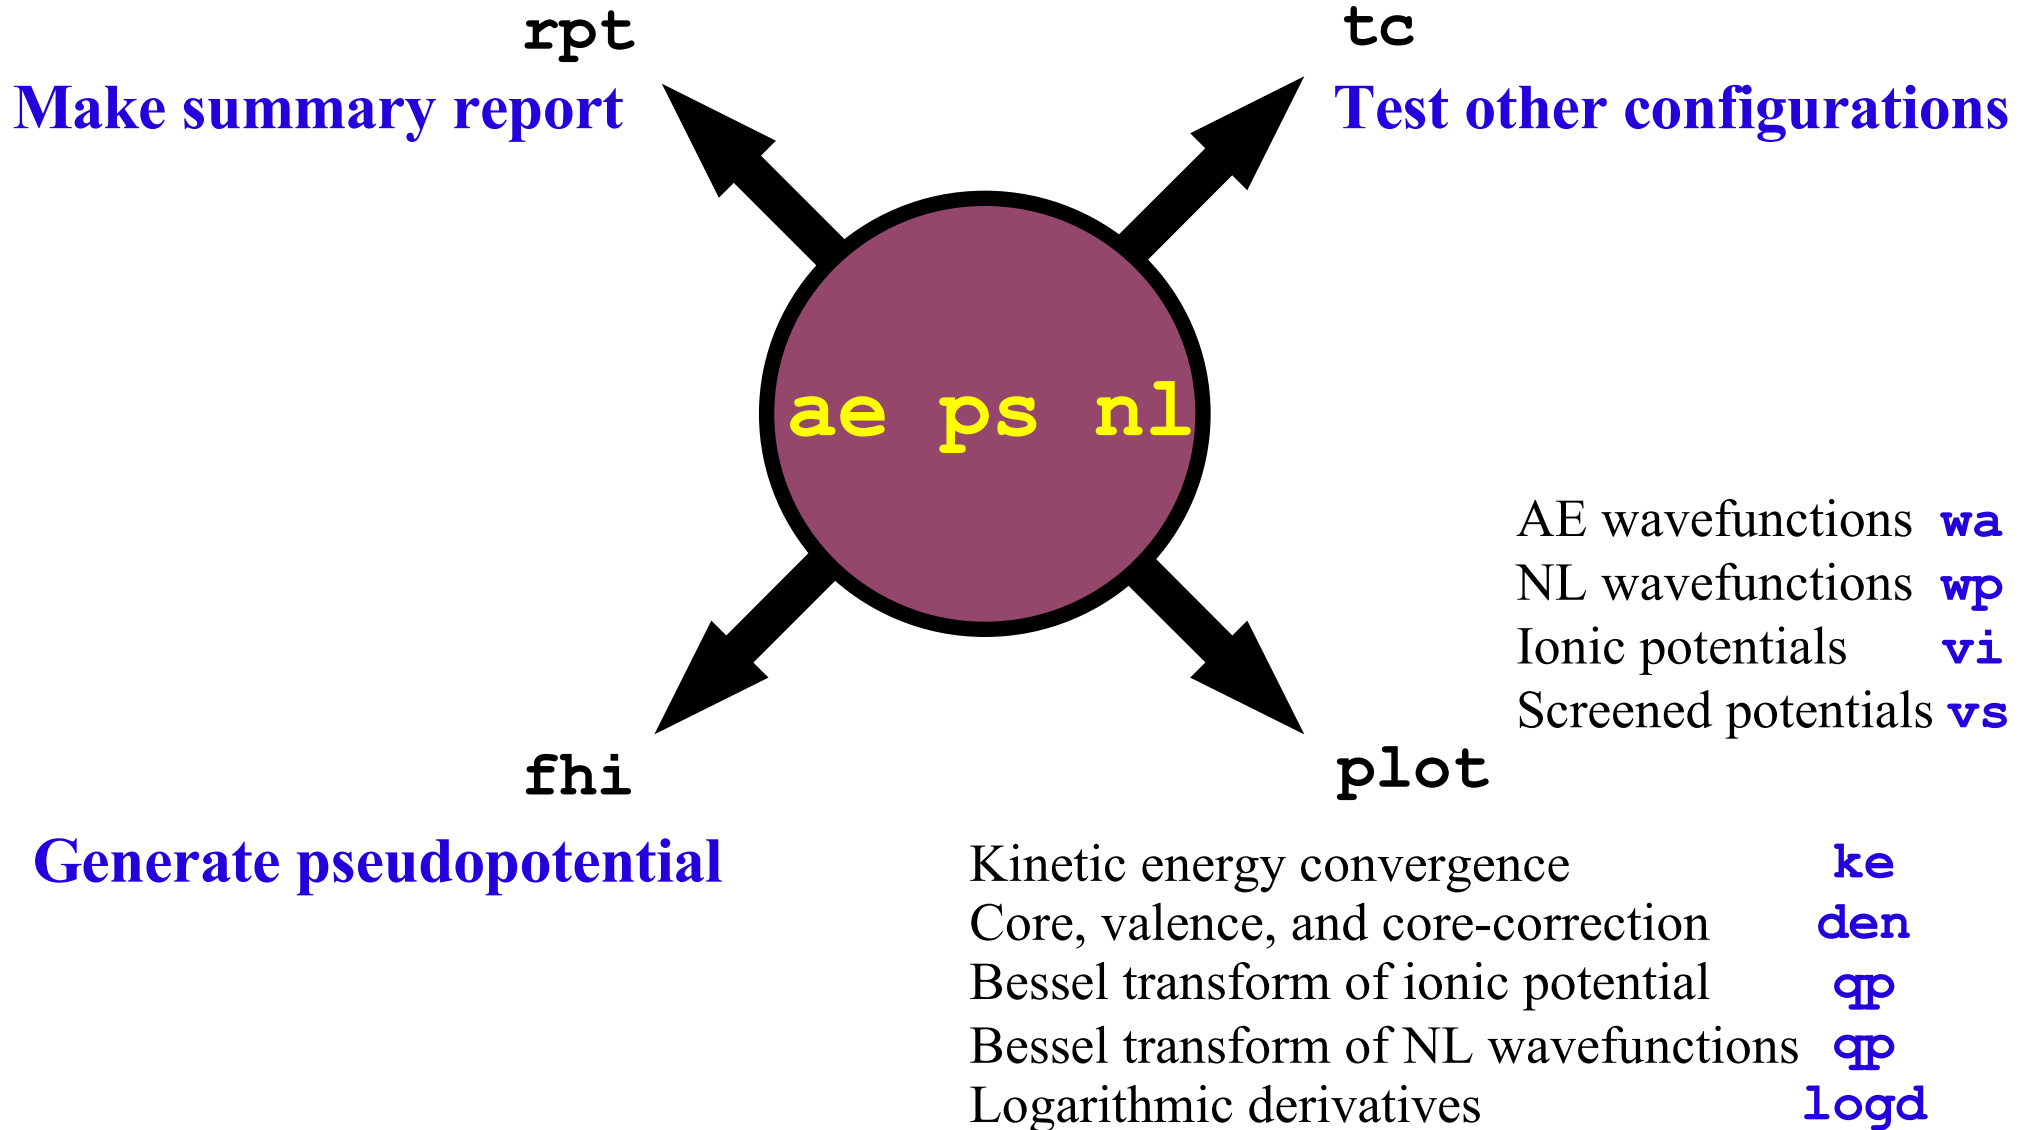 rpt
Make summary report
tc
Test other configurations
ae ps nl
AE wavefunctions wa
NL wavefunctions wp
Ionic potentials vi
Screened potentials vs
fhi
Generate pseudopotential
plot
Kinetic energy convergence ke
Core, valence, and core-correction den
Bessel transform of ionic potential qp
Bessel transform of NL wavefunctions qp
Logarithmic derivatives logd